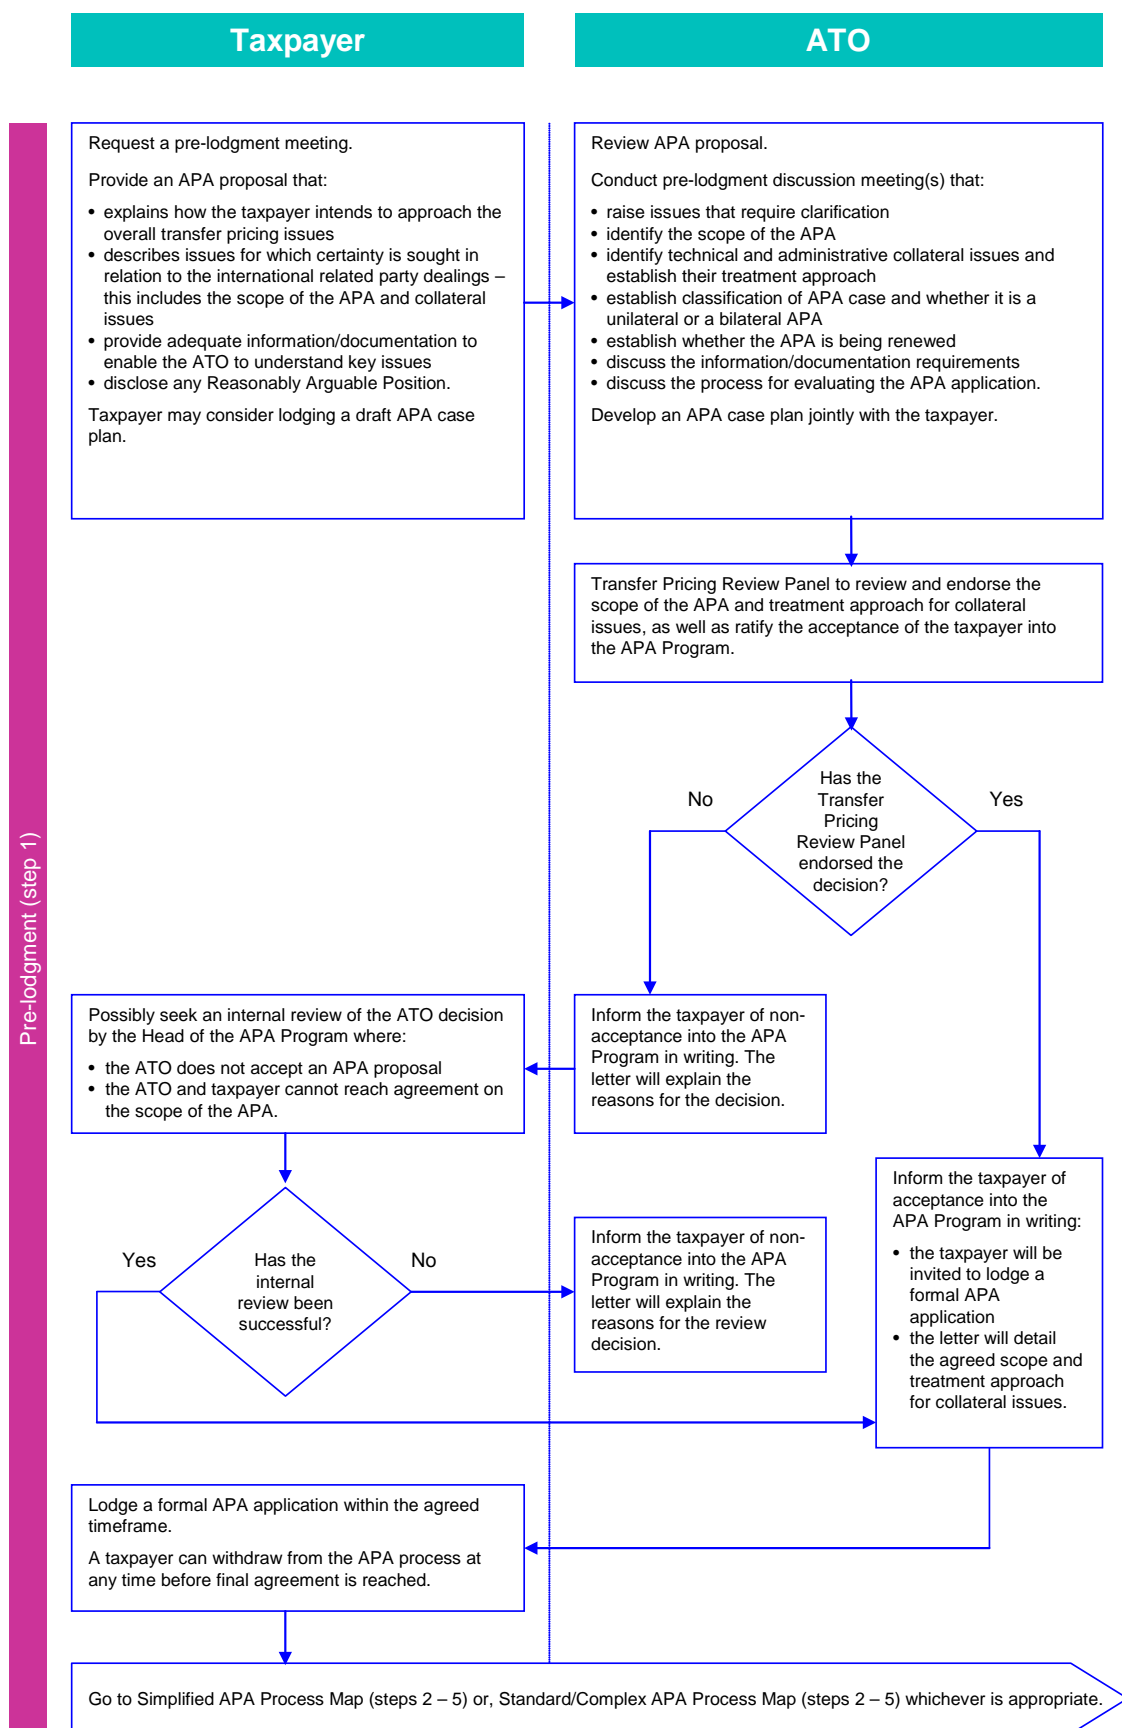 Taxpayer
ATO
Pre-lodgment (step 1)
Request a pre-lodgment meeting.
Provide an APA proposal that:
• explains how the taxpayer intends to approach the
overall transfer pricing issues
• describes issues for which certainty is sought in
relation to the international related party dealings –
this includes the scope of the APA and collateral
issues
• provide adequate information/documentation to
enable the ATO to understand key issues
• disclose any Reasonably Arguable Position.
Taxpayer may consider lodging a draft APA case
plan.
Review APA proposal.
Conduct pre-lodgment discussion meeting(s) that:
• raise issues that require clarification
• identify the scope of the APA
• identify technical and administrative collateral issues and
establish their treatment approach
• establish classification of APA case and whether it is a
unilateral or a bilateral APA
• establish whether the APA is being renewed
• discuss the information/documentation requirements
• discuss the process for evaluating the APA application.
Develop an APA case plan jointly with the taxpayer.
Transfer Pricing Review Panel to review and endorse the
scope of the APA and treatment approach for collateral
issues, as well as ratify the acceptance of the taxpayer into
the APA Program.
Has the
Transfer
Pricing
Review Panel
endorsed the
decision?
No
Yes
Possibly seek an internal review of the ATO decision
by the Head of the APA Program where:
• the ATO does not accept an APA proposal
• the ATO and taxpayer cannot reach agreement on
the scope of the APA.
Inform the taxpayer of non-
acceptance into the APA
Program in writing. The
letter will explain the
reasons for the decision.
Inform the taxpayer of
acceptance into the
APA Program in writing:
• the taxpayer will be
invited to lodge a
formal APA
application
• the letter will detail
the agreed scope and
treatment approach
for collateral issues.
Yes
Has the
internal
review been
successful?
No
Inform the taxpayer of non-
acceptance into the APA
Program in writing. The
letter will explain the
reasons for the review
decision.
Lodge a formal APA application within the agreed
timeframe.
A taxpayer can withdraw from the APA process at
any time before final agreement is reached.
Go to Simplified APA Process Map (steps 2 – 5) or, Standard/Complex APA Process Map (steps 2 – 5) whichever is appropriate.